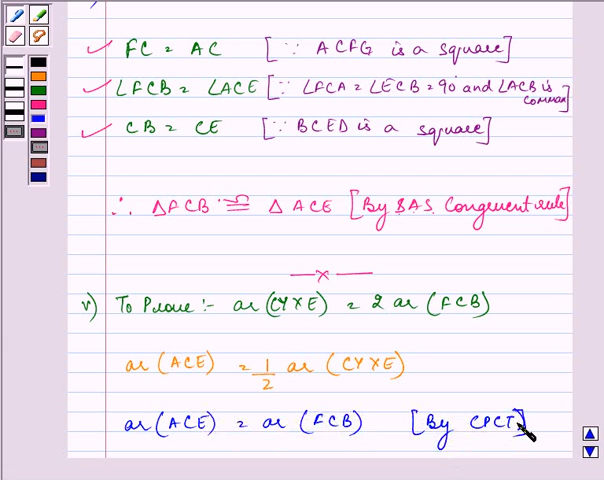 FC = AC [∵ ACFG is a square]
∠FCB = ∠ACE [∵ ∠FCA = ∠ECB = 90° and ∠ACB is common]
CB = CE [∵ BCED is a square]
∴ ΔFCB ≅ ΔACE [By SAS Congruent rule]
—x—
v) To Prove :- ar(CYXE) = 2 ar(FCB)
ar(ACE) = 1/2 ar(CYXE)
ar(ACE) = ar(FCB) [By CPCT]